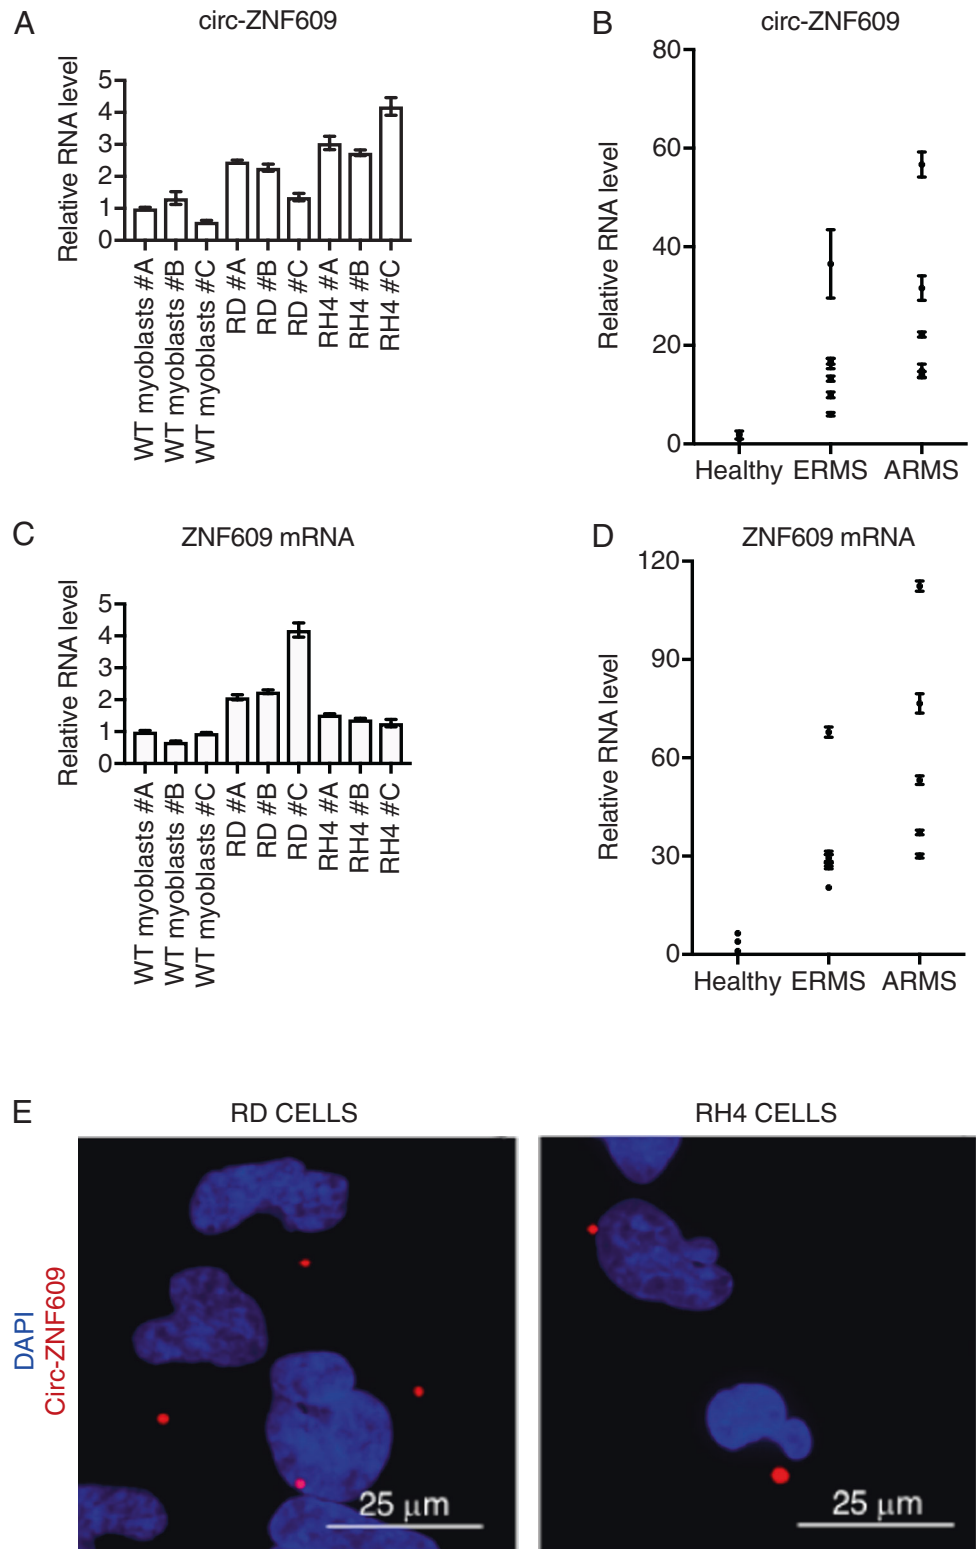 A
circ-ZNF609
Relative RNA level
5
4
3
2
1
0
WT myoblasts #A
WT myoblasts #B
WT myoblasts #C
RD #A
RD #B
RD #C
RH4 #A
RH4 #B
RH4 #C
B
circ-ZNF609
Relative RNA level
80
60
40
20
0
Healthy ERMS ARMS
C
ZNF609 mRNA
Relative RNA level
5
4
3
2
1
0
WT myoblasts #A
WT myoblasts #B
WT myoblasts #C
RD #A
RD #B
RD #C
RH4 #A
RH4 #B
RH4 #C
D
ZNF609 mRNA
Relative RNA level
120
90
60
30
0
Healthy ERMS ARMS
E
RD CELLS
RH4 CELLS
DAPI
Circ-ZNF609
25 μm
25 μm